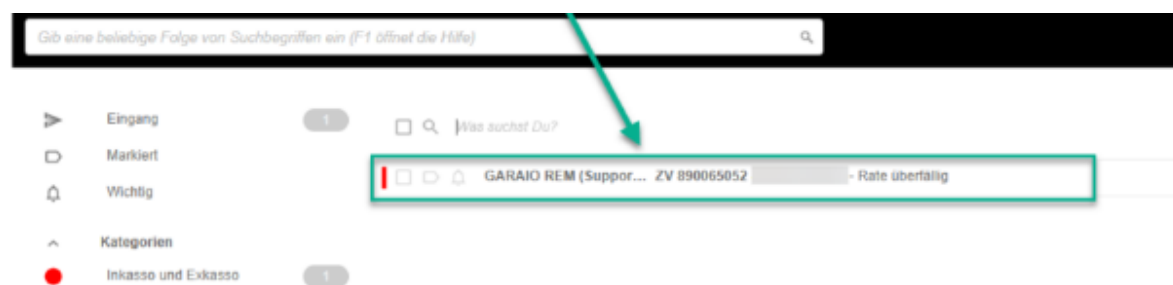 Gib eine beliebige Folge von Suchbegriffen ein (F1 öffnet die Hilfe)
Eingang 1
Was suchst Du?
Markiert
GARAIO REM (Suppor... ZV 890065052 - Rate überfällig
Wichtig
Kategorien
Inkasso und Exkasso 1